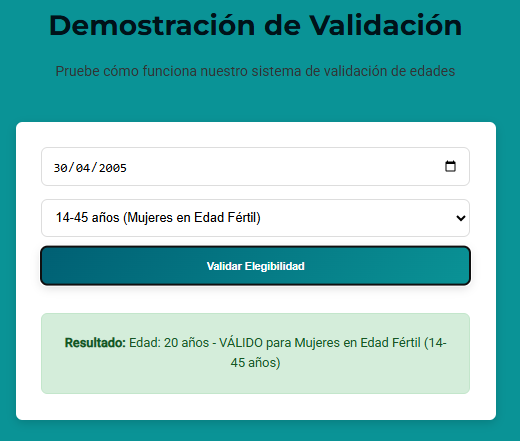 Demostración de Validación
Pruebe cómo funciona nuestro sistema de validación de edades
30/04/2005
14-45 años (Mujeres en Edad Fértil)
Validar Elegibilidad
Resultado: Edad: 20 años - VÁLIDO para Mujeres en Edad Fértil (14-
45 años)